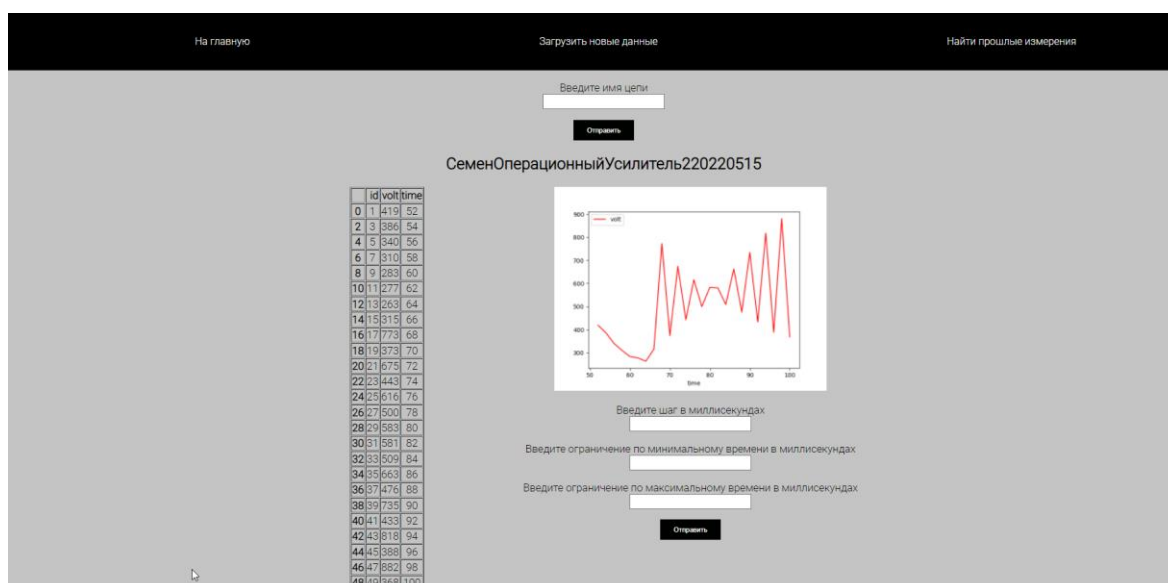 На главную Загрузить новые данные Найти прошлые измерения
Введите имя цепи
Отправить
СеменОперационныйУсилитель220220515
id volt time
0 1 419 52
2 3 386 54
4 5 340 56
6 7 310 58
8 9 283 60
10 11 277 62
12 13 263 64
14 15 315 66
16 17 773 68
18 19 373 70
20 21 675 72
22 23 443 74
24 25 616 76
26 27 500 78
28 29 583 80
30 31 581 82
32 33 509 84
34 35 663 86
36 37 476 88
38 39 735 90
40 41 433 92
42 43 818 94
44 45 388 96
46 47 882 98
48 49 368 100
volt
900
800
700
600
500
400
300
50 60 70 80 90 100
time
Введите шаг в миллисекундах
Введите ограничение по минимальному времени в миллисекундах
Введите ограничение по максимальному времени в миллисекундах
Отправить